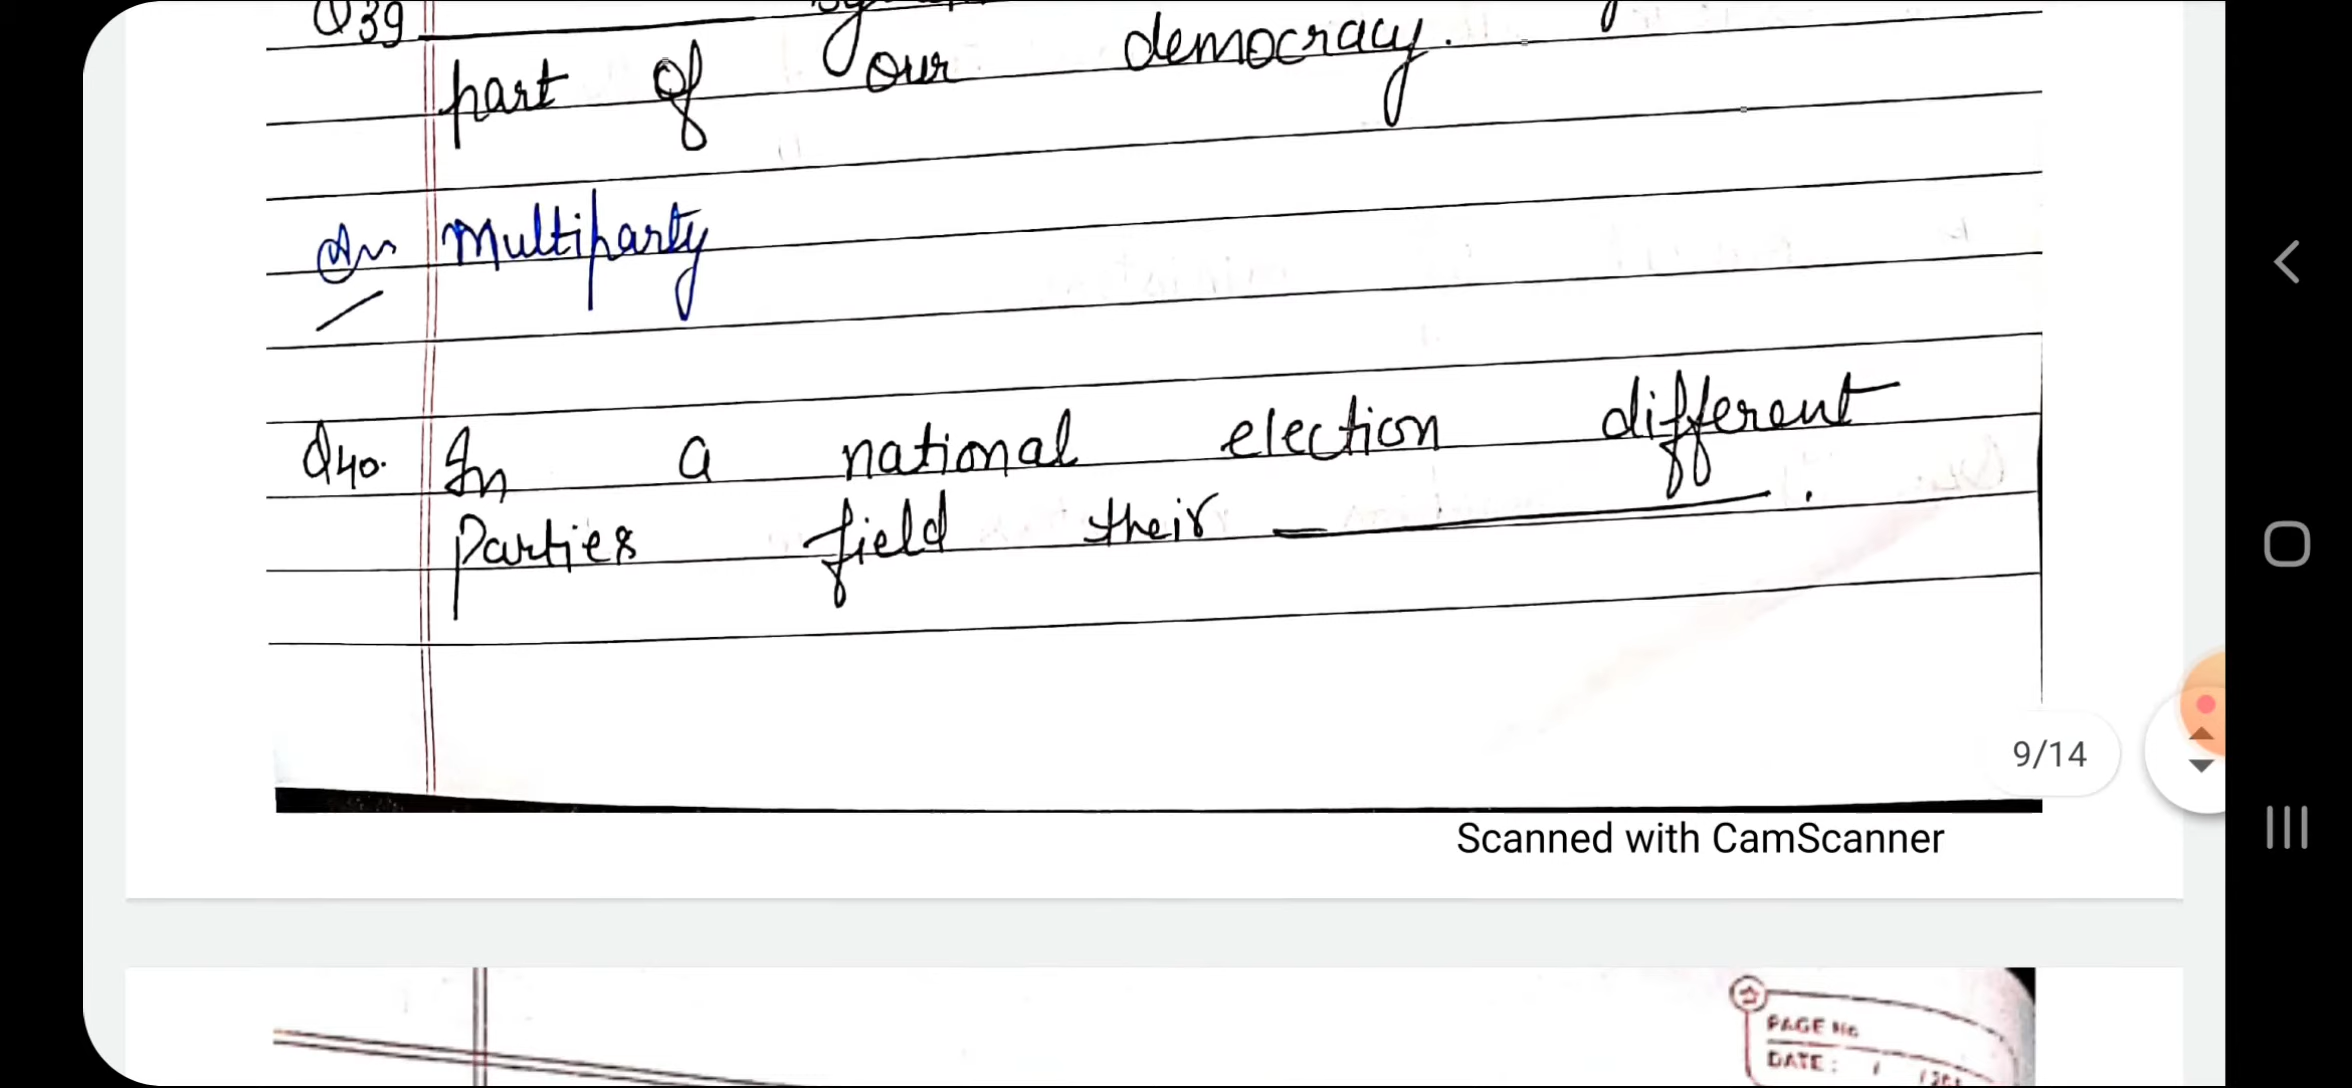 Q39
part of our democracy.
Ans multiparty
Q40. In a national election different
Parties field their .
9/14
Scanned with CamScanner
PAGE No
DATE : /